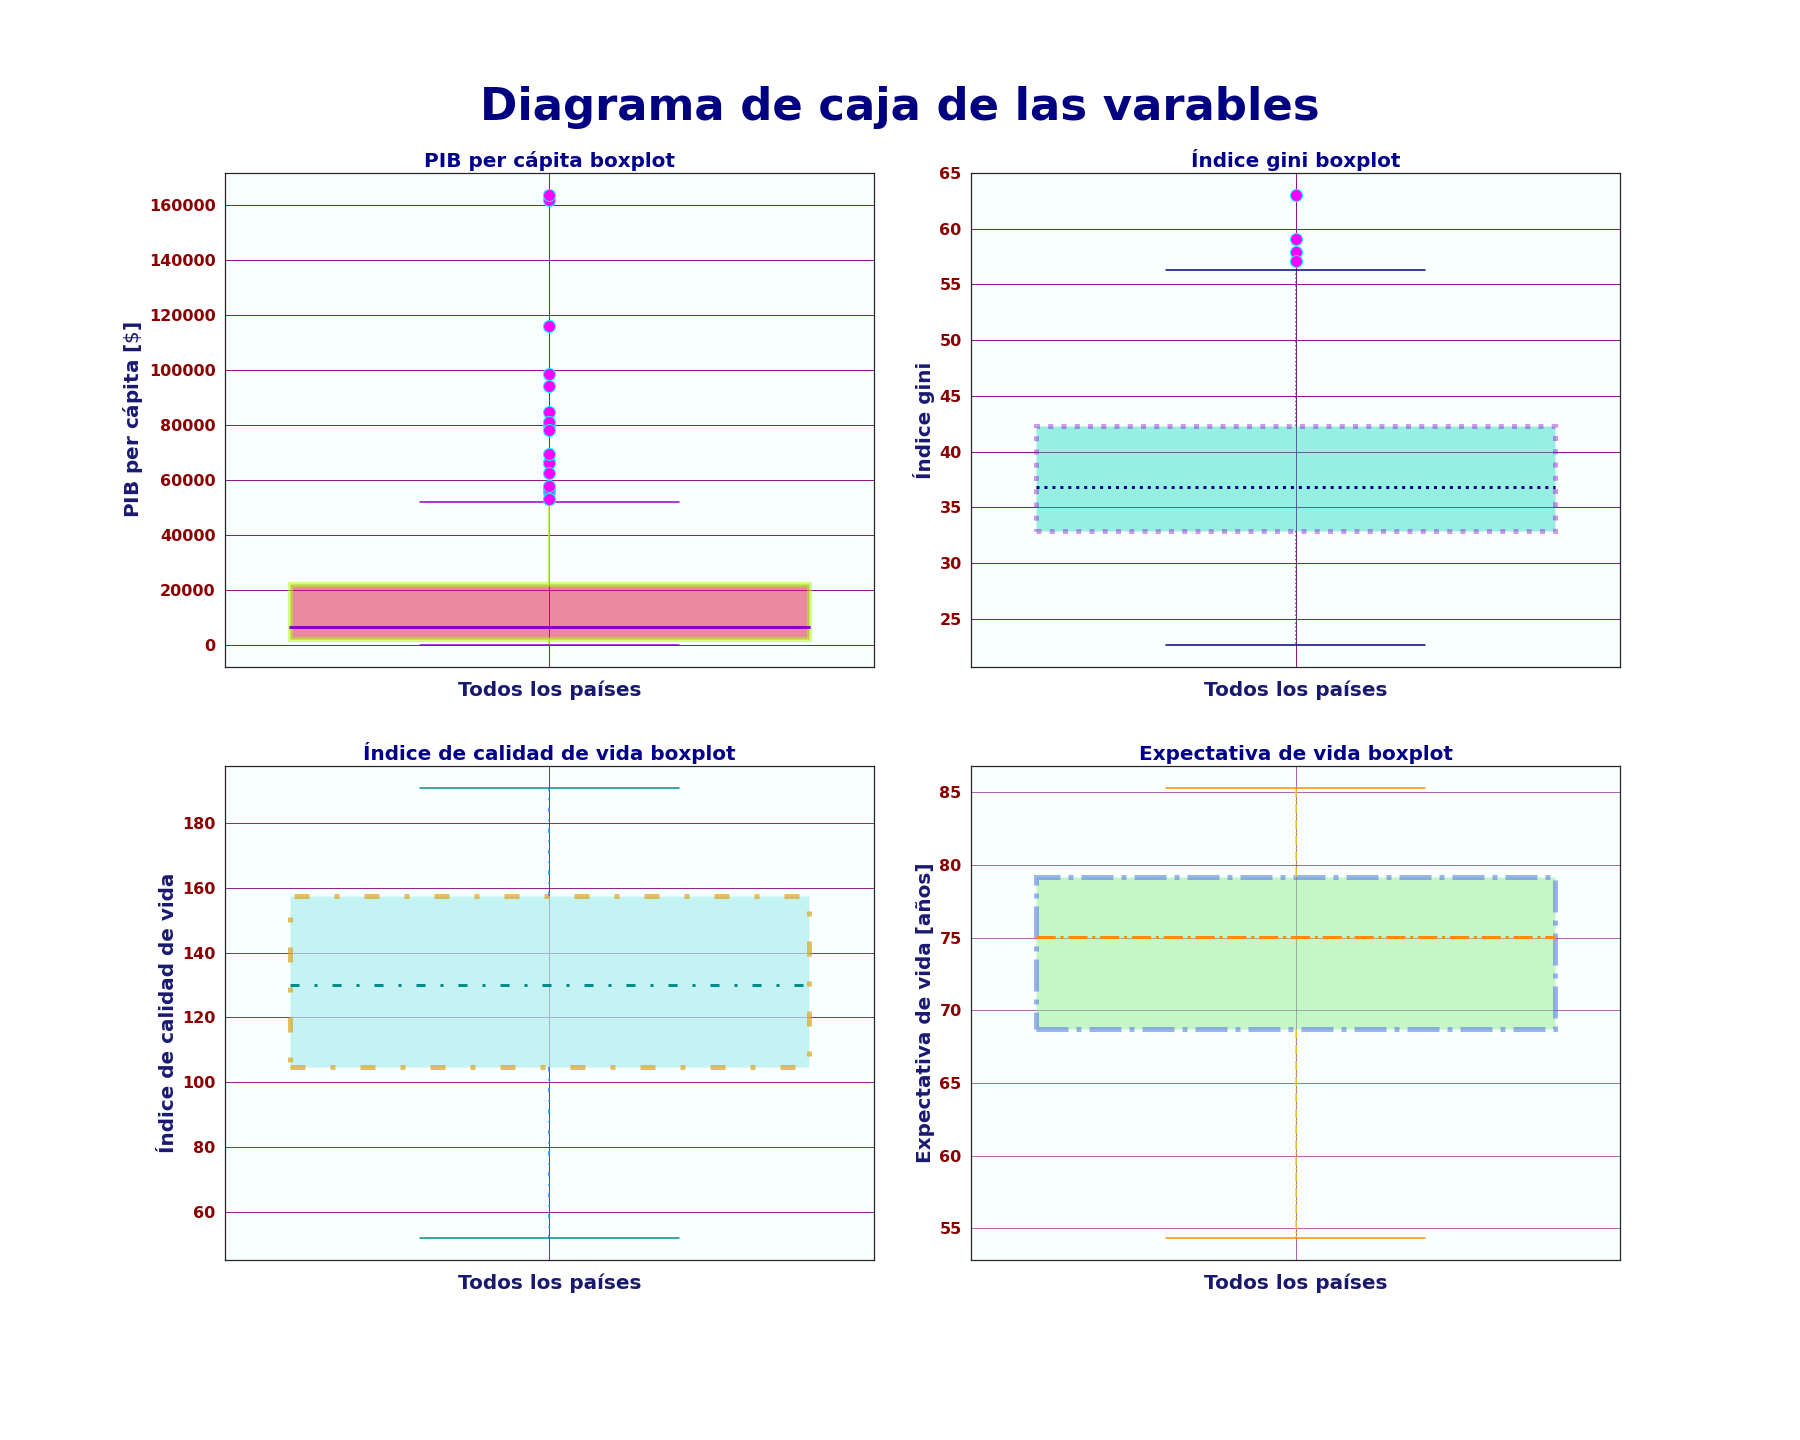 Diagrama de caja de las varables
PIB per cápita boxplot
PIB per cápita [$]
160000
140000
120000
100000
80000
60000
40000
20000
0
Todos los países
Índice gini boxplot
Índice gini
65
60
55
50
45
40
35
30
25
Todos los países
Índice de calidad de vida boxplot
Índice de calidad de vida
180
160
140
120
100
80
60
Todos los países
Expectativa de vida boxplot
Expectativa de vida [años]
85
80
75
70
65
60
55
Todos los países